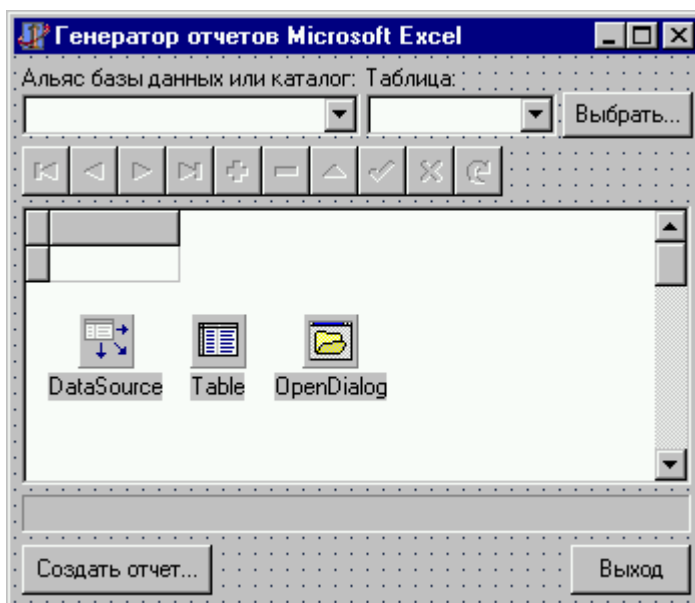 Генератор отчетов Microsoft Excel
Альяс базы данных или каталог: Таблица:
Выбрать...
DataSource Table OpenDialog
Создать отчет... Выход